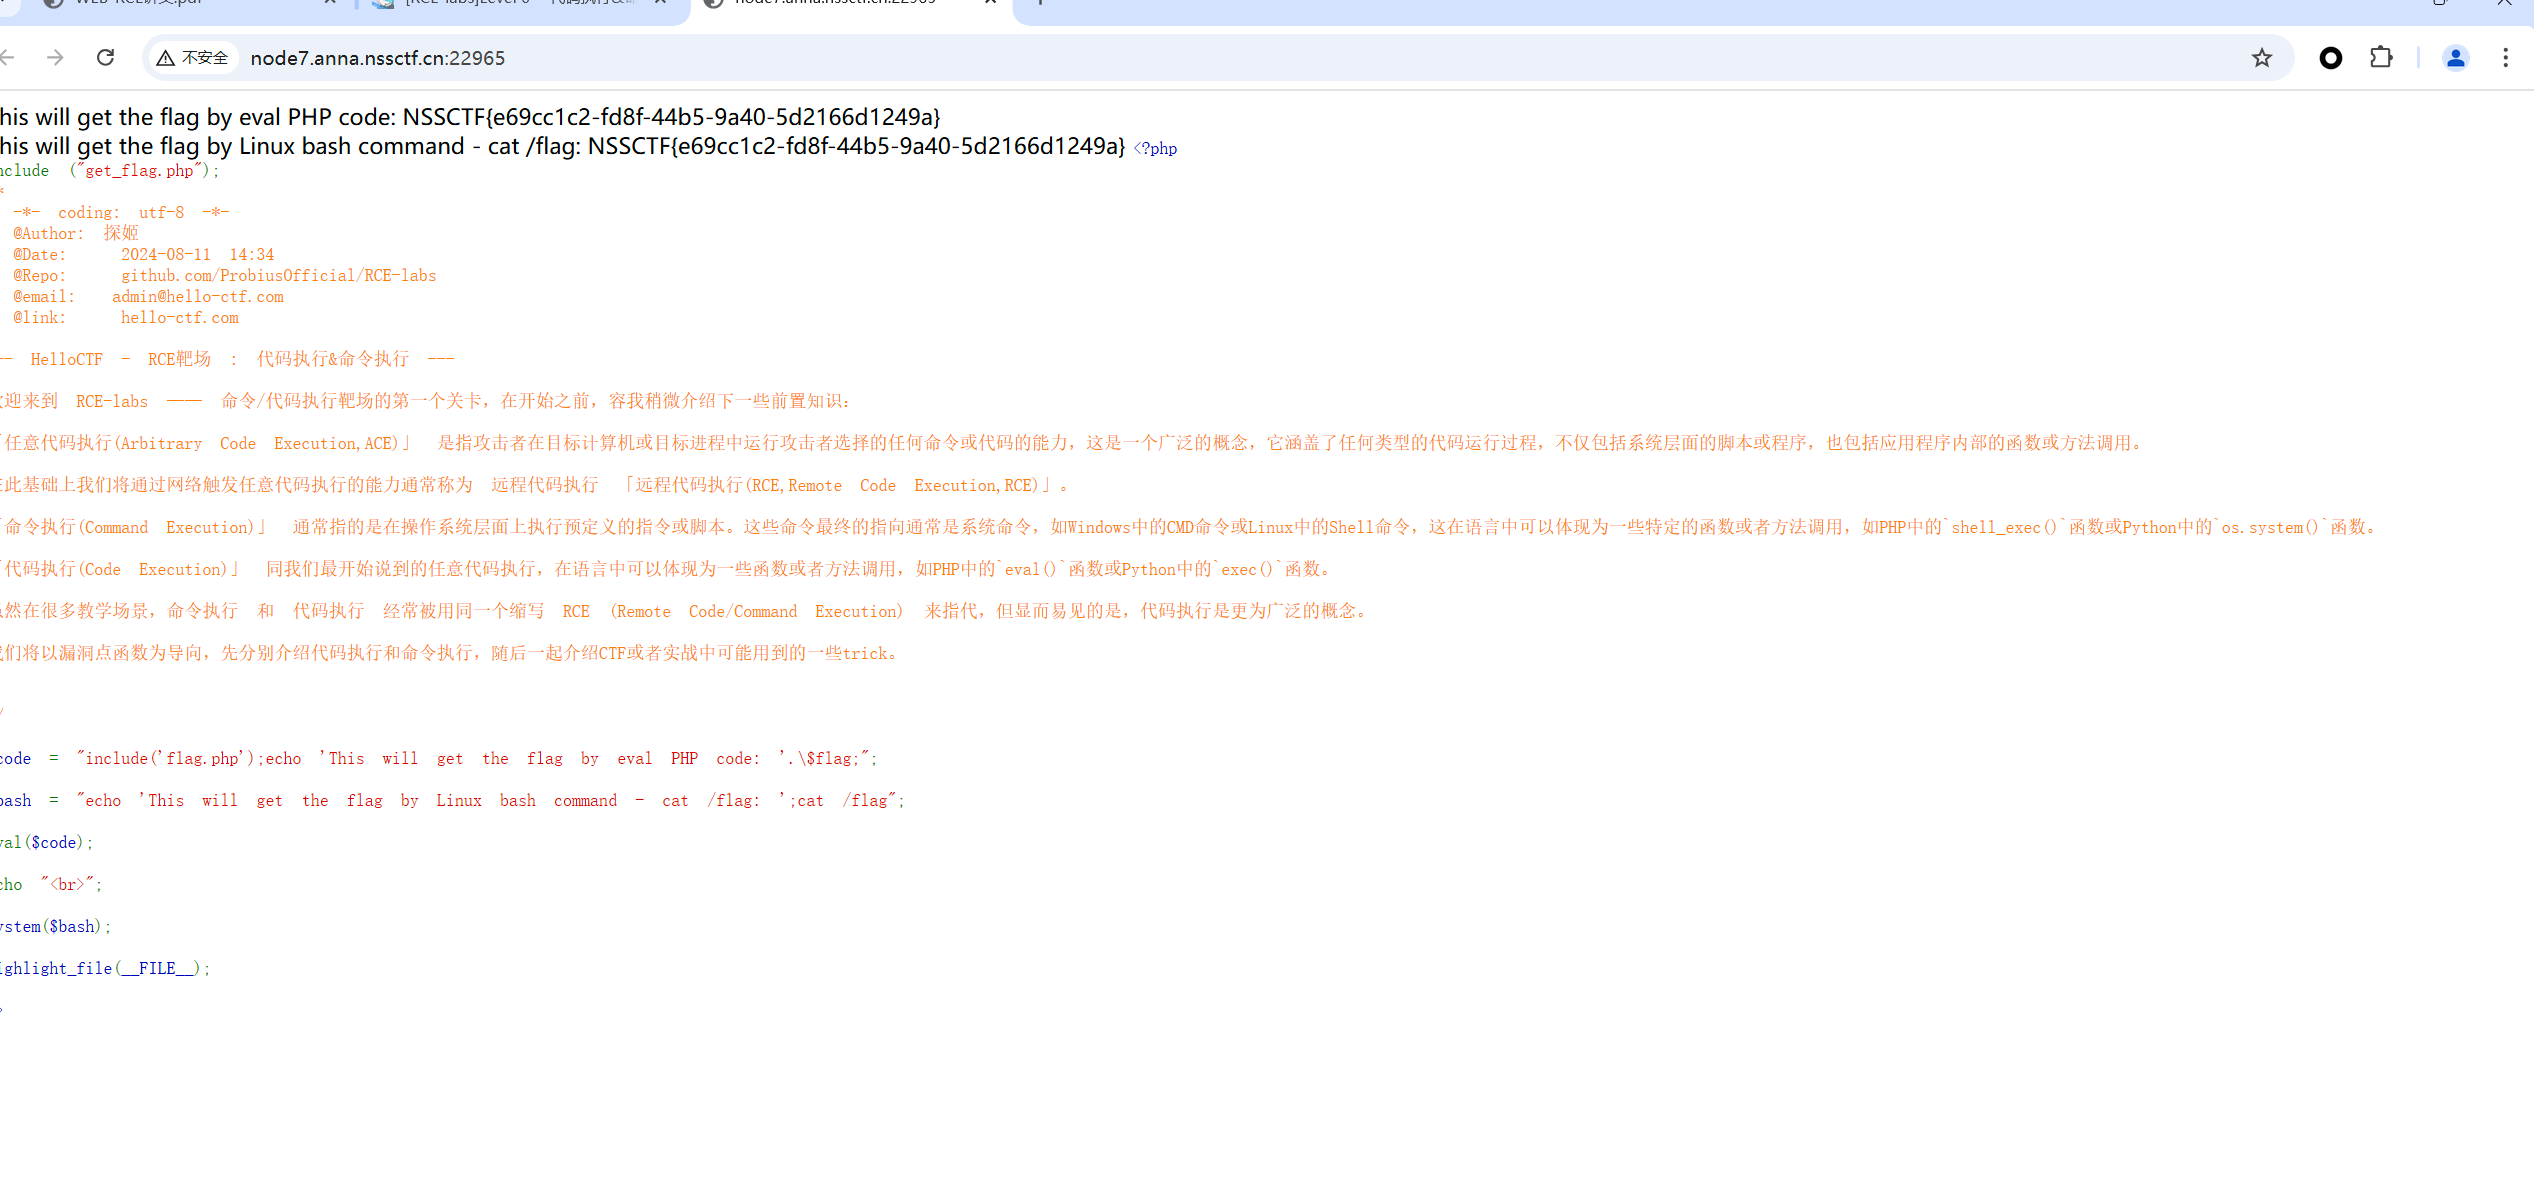 WEB-RCE讲义.pdf
[RCE-labs]Level 0 - 代码执行&
node7.anna.nssctf.cn:22965
不安全
node7.anna.nssctf.cn:22965
his will get the flag by eval PHP code: NSSCTF{e69cc1c2-fd8f-44b5-9a40-5d2166d1249a}
his will get the flag by Linux bash command - cat /flag: NSSCTF{e69cc1c2-fd8f-44b5-9a40-5d2166d1249a} <?php
nclude ("get_flag.php");
*
-*- coding: utf-8 -*-
@Author: 探姬
@Date: 2024-08-11 14:34
@Repo: github.com/ProbiusOfficial/RCE-labs
@email: admin@hello-ctf.com
@link: hello-ctf.com
-- HelloCTF - RCE靶场 : 代码执行&命令执行 ---
迎来到 RCE-labs —— 命令/代码执行靶场的第一个关卡，在开始之前，容我稍微介绍下一些前置知识：
「任意代码执行(Arbitrary Code Execution,ACE)」 是指攻击者在目标计算机或目标进程中运行攻击者选择的任何命令或代码的能力，这是一个广泛的概念，它涵盖了任何类型的代码运行过程，不仅包括系统层面的脚本或程序，也包括应用程序内部的函数或方法调用。
此基础上我们将通过网络触发任意代码执行的能力通常称为 远程代码执行 「远程代码执行(RCE,Remote Code Execution,RCE)」。
「命令执行(Command Execution)」 通常指的是在操作系统层面上执行预定义的指令或脚本。这些命令最终的指向通常是系统命令，如Windows中的CMD命令或Linux中的Shell命令，这在语言中可以体现为一些特定的函数或者方法调用，如PHP中的`shell_exec()`函数或Python中的`os.system()`函数。
「代码执行(Code Execution)」 同我们最开始说到的任意代码执行，在语言中可以体现为一些函数或者方法调用，如PHP中的`eval()`函数或Python中的`exec()`函数。
然在很多教学场景，命令执行 和 代码执行 经常被用同一个缩写 RCE (Remote Code/Command Execution) 来指代，但显而易见的是，代码执行是更为广泛的概念。
们将以漏洞点函数为导向，先分别介绍代码执行和命令执行，随后一起介绍CTF或者实战中可能用到的一些trick。
/
code = "include('flag.php');echo 'This will get the flag by eval PHP code: '.\$flag;";
bash = "echo 'This will get the flag by Linux bash command - cat /flag: ';cat /flag";
val($code);
cho "<br>";
ystem($bash);
ighlight_file(__FILE__);